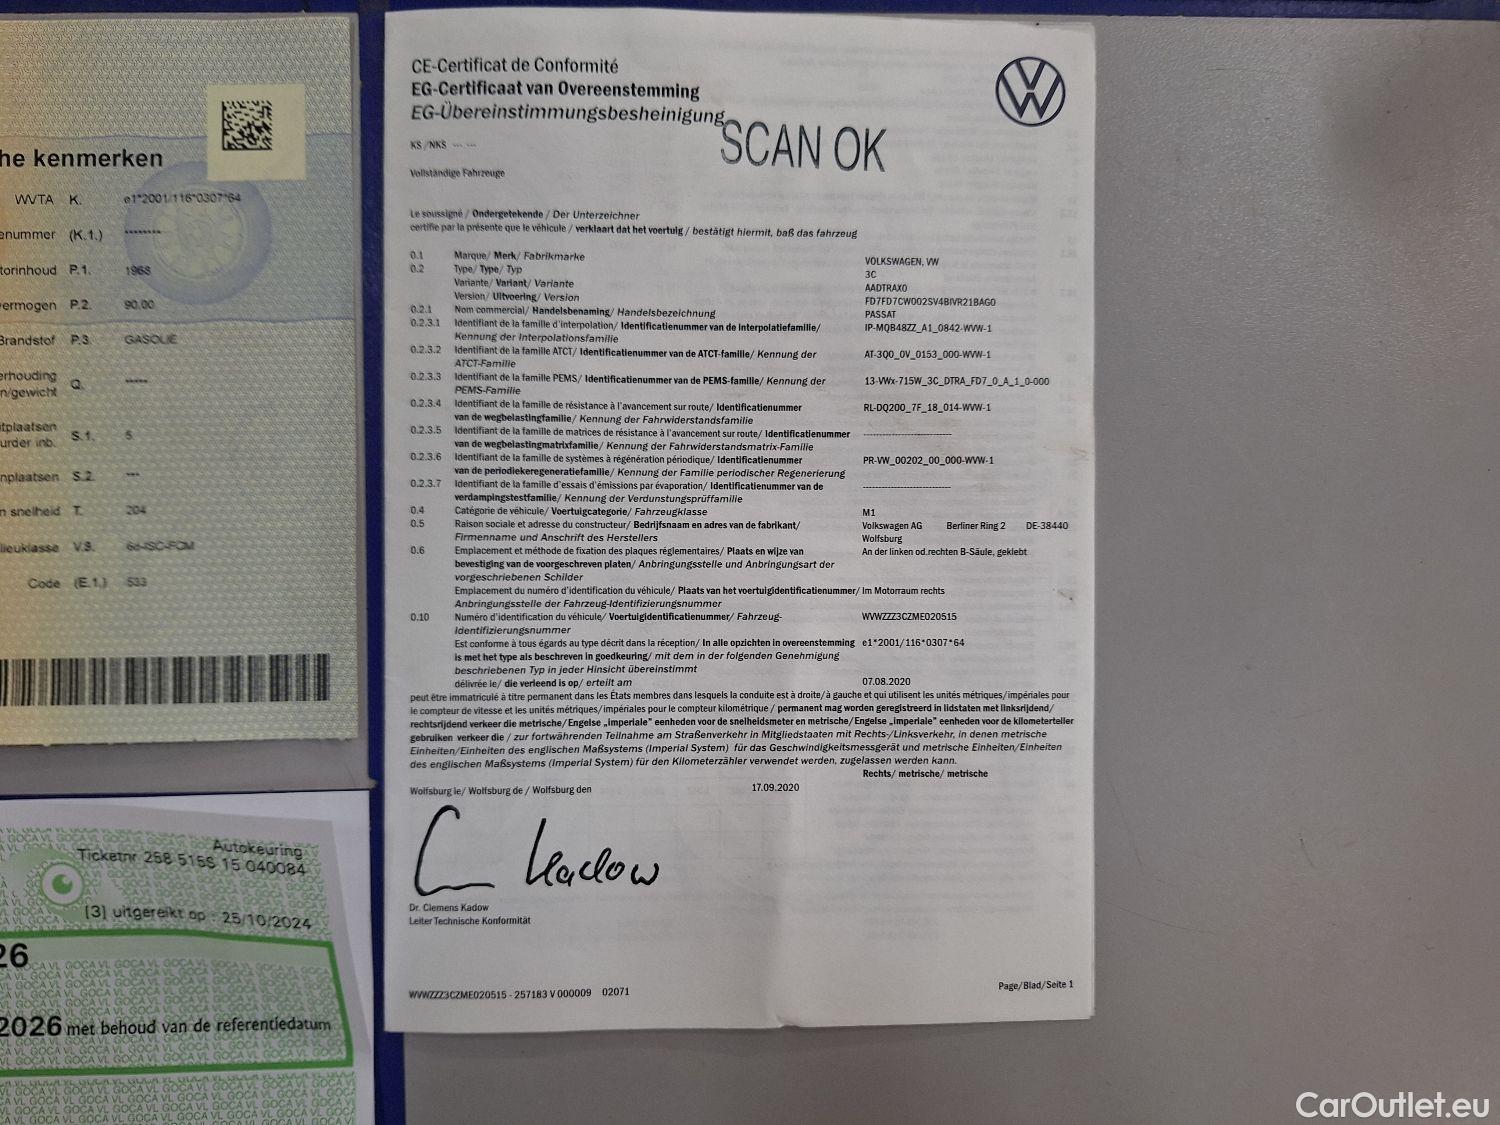 he kenmerken
WVTA K. e1*2001/116*0307*64
enummer (K.1.) ********
torinhoud P.1. 1968
vermogen P.2. 90.00
Brandstof P.3. GASOLIE
erhouding
n/gewicht Q. *****
tplaatsen
urder inb. S.1. 5
nplaatsen S.2. ***
n snelheid T. 204
lieuklasse V.9. 6d-ISC-FCM
Code (E.1.) 533
Autokeuring
Ticketnr 258 515S 15 040084
[3] uitgereikt op : 25/10/2024
26
2026 met behoud van de referentiedatum
CE-Certificat de Conformité
EG-Certificaat van Overeenstemming
EG-Übereinstimmungsbesheinigung
SCAN OK
KS /NKS --- ---
Vollständige Fahrzeuge
Le soussigné / Ondergetekende / Der Unterzeichner
certifie par la présente que le véhicule / verklaart dat het voertuig / bestätigt hiermit, baß das fahrzeug
0.1 Marque/ Merk/ Fabrikmarke VOLKSWAGEN, VW
0.2 Type/ Type/ Typ 3C
Variante/ Variant/ Variante AADTRAX0
Version/ Uitvoering/ Version FD7FD7CW002SV4BIVR21BAG0
0.2.1 Nom commercial/ Handelsbenaming/ Handelsbezeichnung PASSAT
0.2.3.1 Identifiant de la famille d'interpolation/ Identificatienummer van de interpolatiefamilie/ IP-MQB48ZZ_A1_0842-WVW-1
Kennung der Interpolationsfamilie
0.2.3.2 Identifiant de la famille ATCT/ Identificatienummer van de ATCT-familie/ Kennung der AT-3Q0_0V_0153_000-WVW-1
ATCT-Familie
0.2.3.3 Identifiant de la famille PEMS/ Identificatienummer van de PEMS-familie/ Kennung der 13-VWx-715W_3C_DTRA_FD7_0_A_1_0-000
PEMS-Familie
0.2.3.4 Identifiant de la famille de résistance à l'avancement sur route/ Identificatienummer RL-DQ200_7F_18_014-WVW-1
van de wegbelastingfamilie/ Kennung der Fahrwiderstandsfamilie
0.2.3.5 Identifiant de la famille de matrices de résistance à l'avancement sur route/ Identificatienummer ----------------------------
van de wegbelastingmatrixfamilie/ Kennung der Fahrwiderstandsmatrix-Familie
0.2.3.6 Identifiant de la famille de systèmes à régénération périodique/ Identificatienummer PR-VW_00202_00_000-WVW-1
van de periodiekeregeneratiefamilie/ Kennung der Familie periodischer Regenerierung
0.2.3.7 Identifiant de la famille d'essais d'émissions par évaporation/ Identificatienummer van de ----------------------------
verdampingstestfamilie/ Kennung der Verdunstungsprüffamilie
0.4 Catégorie de véhicule/ Voertuigcategorie/ Fahrzeugklasse M1
0.5 Raison sociale et adresse du constructeur/ Bedrijfsnaam en adres van de fabrikant/ Volkswagen AG Berliner Ring 2 DE-38440
Firmenname und Anschrift des Herstellers Wolfsburg
0.6 Emplacement et méthode de fixation des plaques réglementaires/ Plaats en wijze van An der linken od.rechten B-Säule, geklebt
bevestiging van de voorgeschreven platen/ Anbringungsstelle und Anbringungsart der
vorgeschriebenen Schilder
Emplacement du numéro d'identification du véhicule/ Plaats van het voertuigidentificatienummer/ Im Motorraum rechts
Anbringungsstelle der Fahrzeug-Identifizierungsnummer
0.10 Numéro d'identification du véhicule/ Voertuigidentificatienummer/ Fahrzeug- WVWZZZ3CZME020515
Identifizierungsnummer
Est conforme à tous égards au type décrit dans la réception/ In alle opzichten in overeenstemming e1*2001/116*0307*64
is met het type als beschreven in goedkeuring/ mit dem in der folgenden Genehmigung
beschriebenen Typ in jeder Hinsicht übereinstimmt
délivrée le/ die verleend is op/ erteilt am 07.08.2020
peut être immatriculé à titre permanent dans les États membres dans lesquels la conduite est à droite/à gauche et qui utilisent les unités métriques/impériales pour
le compteur de vitesse et les unités métriques/impériales pour le compteur kilométrique / permanent mag worden geregistreerd in lidstaten met linksrijdend/
rechtsrijdend verkeer die metrische/Engelse „imperiale" eenheden voor de snelheidsmeter en metrische/Engelse „imperiale" eenheden voor de kilometerteller
gebruiken verkeer die / zur fortwährenden Teilnahme am Straßenverkehr in Mitgliedstaaten mit Rechts-/Linksverkehr, in denen metrische
Einheiten/Einheiten des englischen Maßsystems (Imperial System) für das Geschwindigkeitsmessgerät und metrische Einheiten/Einheiten
des englischen Maßsystems (Imperial System) für den Kilometerzähler verwendet werden, zugelassen werden kann.
Rechts/ metrische/ metrische
Wolfsburg le/ Wolfsburg de / Wolfsburg den 17.09.2020
C Kadow
Dr. Clemens Kadow
Leiter Technische Konformität
WVWZZZ3CZME020515 - 257183 V 000009 02071
Page/Blad/Seite 1
CarOutlet.eu